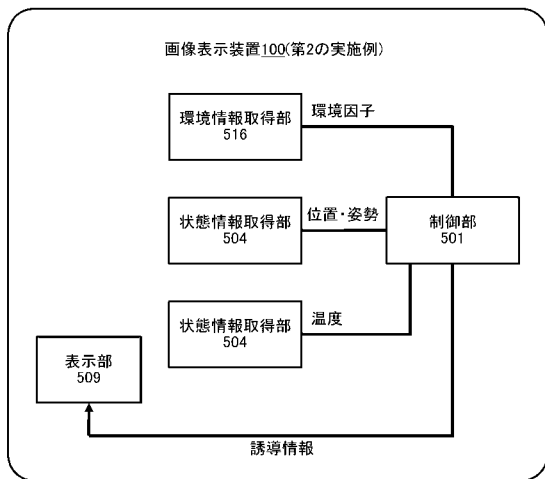 画像表示装置100(第2の実施例)
環境情報取得部
516
環境因子
状態情報取得部
504
位置・姿勢
制御部
501
状態情報取得部
504
温度
表示部
509
誘導情報